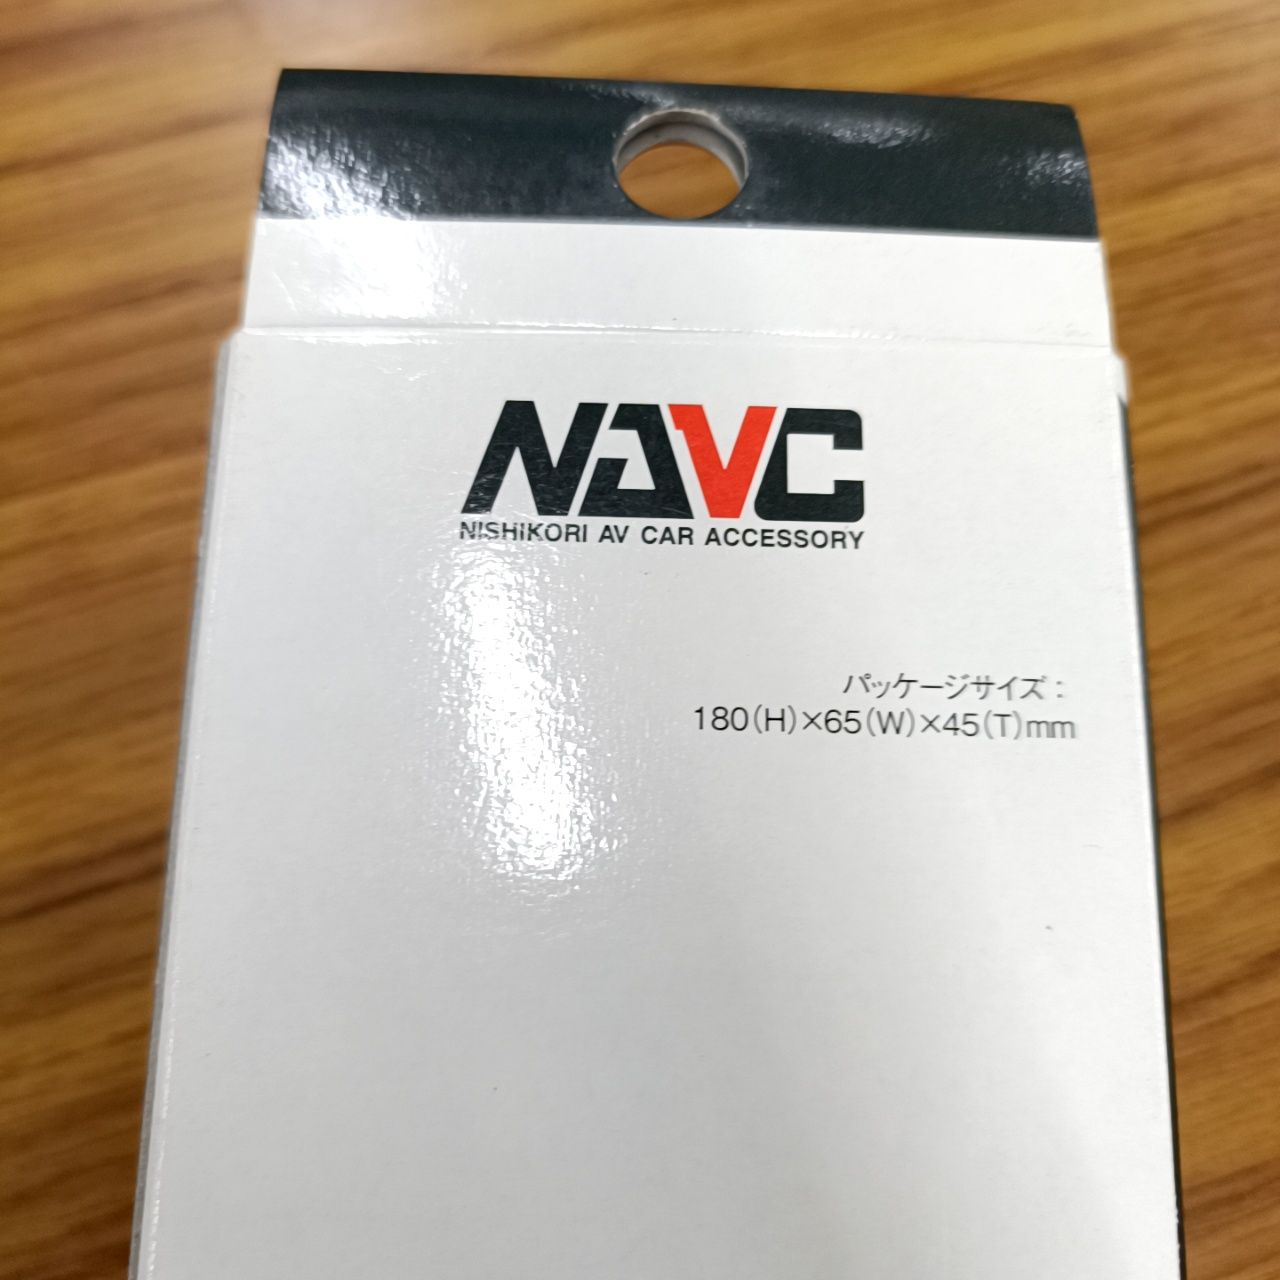 NAVC
NISHIKORI AV CAR ACCESSORY
パッケージサイズ：
180(H)×65(W)×45(T)mm